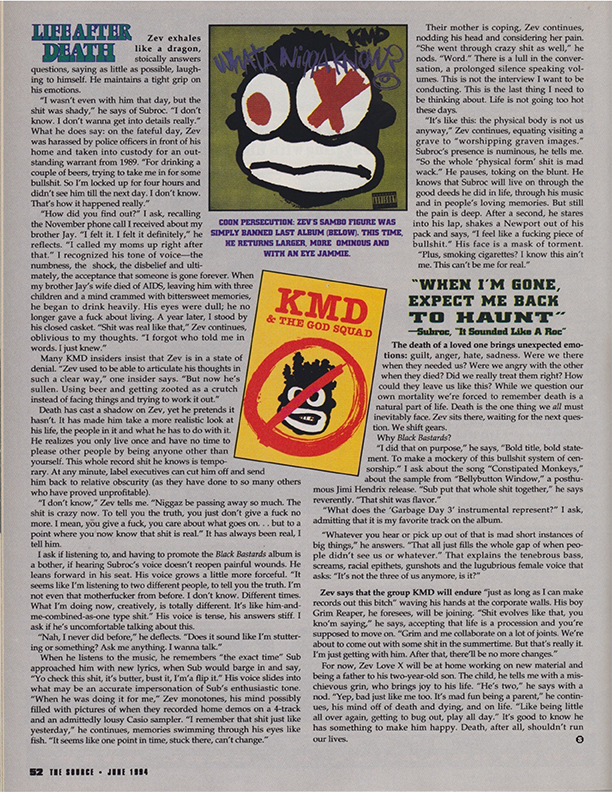 LIFE AFTER
DEATH
Zev exhales
like a dragon,
stoically answers
questions, saying as little as possible, laugh-
ing to himself. He maintains a tight grip on
his emotions.
"I wasn't even with him that day, but the
shit was shady," he says of Subroc. "I don't
know. I don't wanna get into details really."
What he does say: on the fateful day, Zev
was harassed by police officers in front of his
home and taken into custody for an out-
standing warrant from 1989. "For drinking a
couple of beers, trying to take me in for some
bullshit. So I'm locked up for four hours and
didn't see him till the next day. I don't know.
That's how it happened really."
"How did you find out?" I ask, recalling
the November phone call I received about my
brother Jay. "I felt it. I felt it definitely," he
reflects. "I called my moms up right after
that." I recognized his tone of voice—the
numbness, the shock, the disbelief and ulti-
mately, the acceptance that someone is gone forever. When
my brother Jay's wife died of AIDS, leaving him with three
children and a mind crammed with bittersweet memories,
he began to drink heavily. His eyes were dull; he no
longer gave a fuck about living. A year later, I stood by
his closed casket. "Shit was real like that," Zev continues,
oblivious to my thoughts. "I forgot who told me in
words. I just knew."
Many KMD insiders insist that Zev is in a state of
denial. "Zev used to be able to articulate his thoughts in
such a clear way," one insider says. "But now he's
sullen. Using beer and getting zooted as a crutch
instead of facing things and trying to work it out."
Death has cast a shadow on Zev, yet he pretends it
hasn't. It has made him take a more realistic look at
his life, the people in it and what he has to do with it.
He realizes you only live once and have no time to
please other people by being anyone other than
yourself. This whole record shit he knows is tempo-
rary. At any minute, label executives can cut him off and send
him back to relative obscurity (as they have done to so many others
who have proved unprofitable).
"I don't know," Zev tells me. "Niggaz be passing away so much. The
shit is crazy now. To tell you the truth, you just don't give a fuck no
more. I mean, you give a fuck, you care about what goes on. . . but to a
point where you now know that shit is real." It has always been real, I
tell him.
I ask if listening to, and having to promote the Black Bastards album is
a bother, if hearing Subroc's voice doesn't reopen painful wounds. He
leans forward in his seat. His voice grows a little more forceful. "It
seems like I'm listening to two different people, to tell you the truth. I'm
not even that motherfucker from before. I don't know. Different times.
What I'm doing now, creatively, is totally different. It's like him-and-
me-combined-as-one type shit." His voice is tense, his answers stiff. I
ask if he's uncomfortable talking about this.
"Nah, I never did before," he deflects. "Does it sound like I'm stutter-
ing or something? Ask me anything. I wanna talk."
When he listens to the music, he remembers "the exact time" Sub
approached him with new lyrics, when Sub would barge in and say,
"Yo check this shit, it's butter, bust it, I'm'a flip it." His voice slides into
what may be an accurate impersonation of Sub's enthusiastic tone.
"When he was doing it for me," Zev monotones, his mind possibly
filled with pictures of when they recorded home demos on a 4-track
and an admittedly lousy Casio sampler. "I remember that shit just like
yesterday," he continues, memories swimming through his eyes like
fish. "It seems like one point in time, stuck there, can't change."
KMD
WHAT A NIGGA KNOW?
COON PERSECUTION: ZEV'S SAMBO FIGURE WAS
SIMPLY BANNED LAST ALBUM (BELOW). THIS TIME,
HE RETURNS LARGER, MORE OMINOUS AND
WITH AN EYE JAMMIE.
KMD
& THE GOD SQUAD
Their mother is coping, Zev continues,
nodding his head and considering her pain.
"She went through crazy shit as well," he
nods. "Word." There is a lull in the conver-
sation, a prolonged silence speaking vol-
umes. This is not the interview I want to be
conducting. This is the last thing I need to
be thinking about. Life is not going too hot
these days.
"It's like this: the physical body is not us
anyway," Zev continues, equating visiting a
grave to "worshipping graven images."
Subroc's presence is numinous, he tells me.
"So the whole 'physical form' shit is mad
wack." He pauses, toking on the blunt. He
knows that Subroc will live on through the
good deeds he did in life, through his music
and in people's loving memories. But still
the pain is deep. After a second, he stares
into his lap, shakes a Newport out of his
pack and says, "I feel like a fucking piece of
bullshit." His face is a mask of torment.
"Plus, smoking cigarettes? I know this ain't
me. This can't be me for real."
"WHEN I'M GONE,
EXPECT ME BACK
TO HAUNT"
—Subroc, "It Sounded Like A Roc"
The death of a loved one brings unexpected emo-
tions: guilt, anger, hate, sadness. Were we there
when they needed us? Were we angry with the other
when they died? Did we really treat them right? How
could they leave us like this? While we question our
own mortality we're forced to remember death is a
natural part of life. Death is the one thing we all must
inevitably face. Zev sits there, waiting for the next ques-
tion. We shift gears.
Why Black Bastards?
"I did that on purpose," he says, "Bold title, bold state-
ment. To make a mockery of this bullshit system of cen-
sorship." I ask about the song "Constipated Monkeys,"
about the sample from "Bellybutton Window," a posthu-
mous Jimi Hendrix release. "Sub put that whole shit together," he says
reverently. "That shit was flavor."
"What does the 'Garbage Day 3' instrumental represent?" I ask,
admitting that it is my favorite track on the album.
"Whatever you hear or pick up out of that is mad short instances of
big things," he answers. "That all just fills the whole gap of when peo-
ple didn't see us or whatever." That explains the tenebrous bass,
screams, racial epithets, gunshots and the lugubrious female voice that
asks: "It's not the three of us anymore, is it?"
Zev says that the group KMD will endure "just as long as I can make
records out this bitch" waving his hands at the corporate walls. His boy
Grim Reaper, he foresees, will be joining. "Shit evolves like that, you
kno'm saying," he says, accepting that life is a procession and you're
supposed to move on. "Grim and me collaborate on a lot of joints. We're
about to come out with some shit in the summertime. But that's really it.
I'm just getting with him. After that, there'll be no more changes."
For now, Zev Love X will be at home working on new material and
being a father to his two-year-old son. The child, he tells me with a mis-
chievous grin, who brings joy to his life. "He's two," he says with a
nod. "Yep, bad just like me too. It's mad fun being a parent," he contin-
ues, his mind off of death and dying, and on life. "Like being little
all over again, getting to bug out, play all day." It's good to know he
has something to make him happy. Death, after all, shouldn't run
our lives.
52 THE SOURCE • JUNE 1994